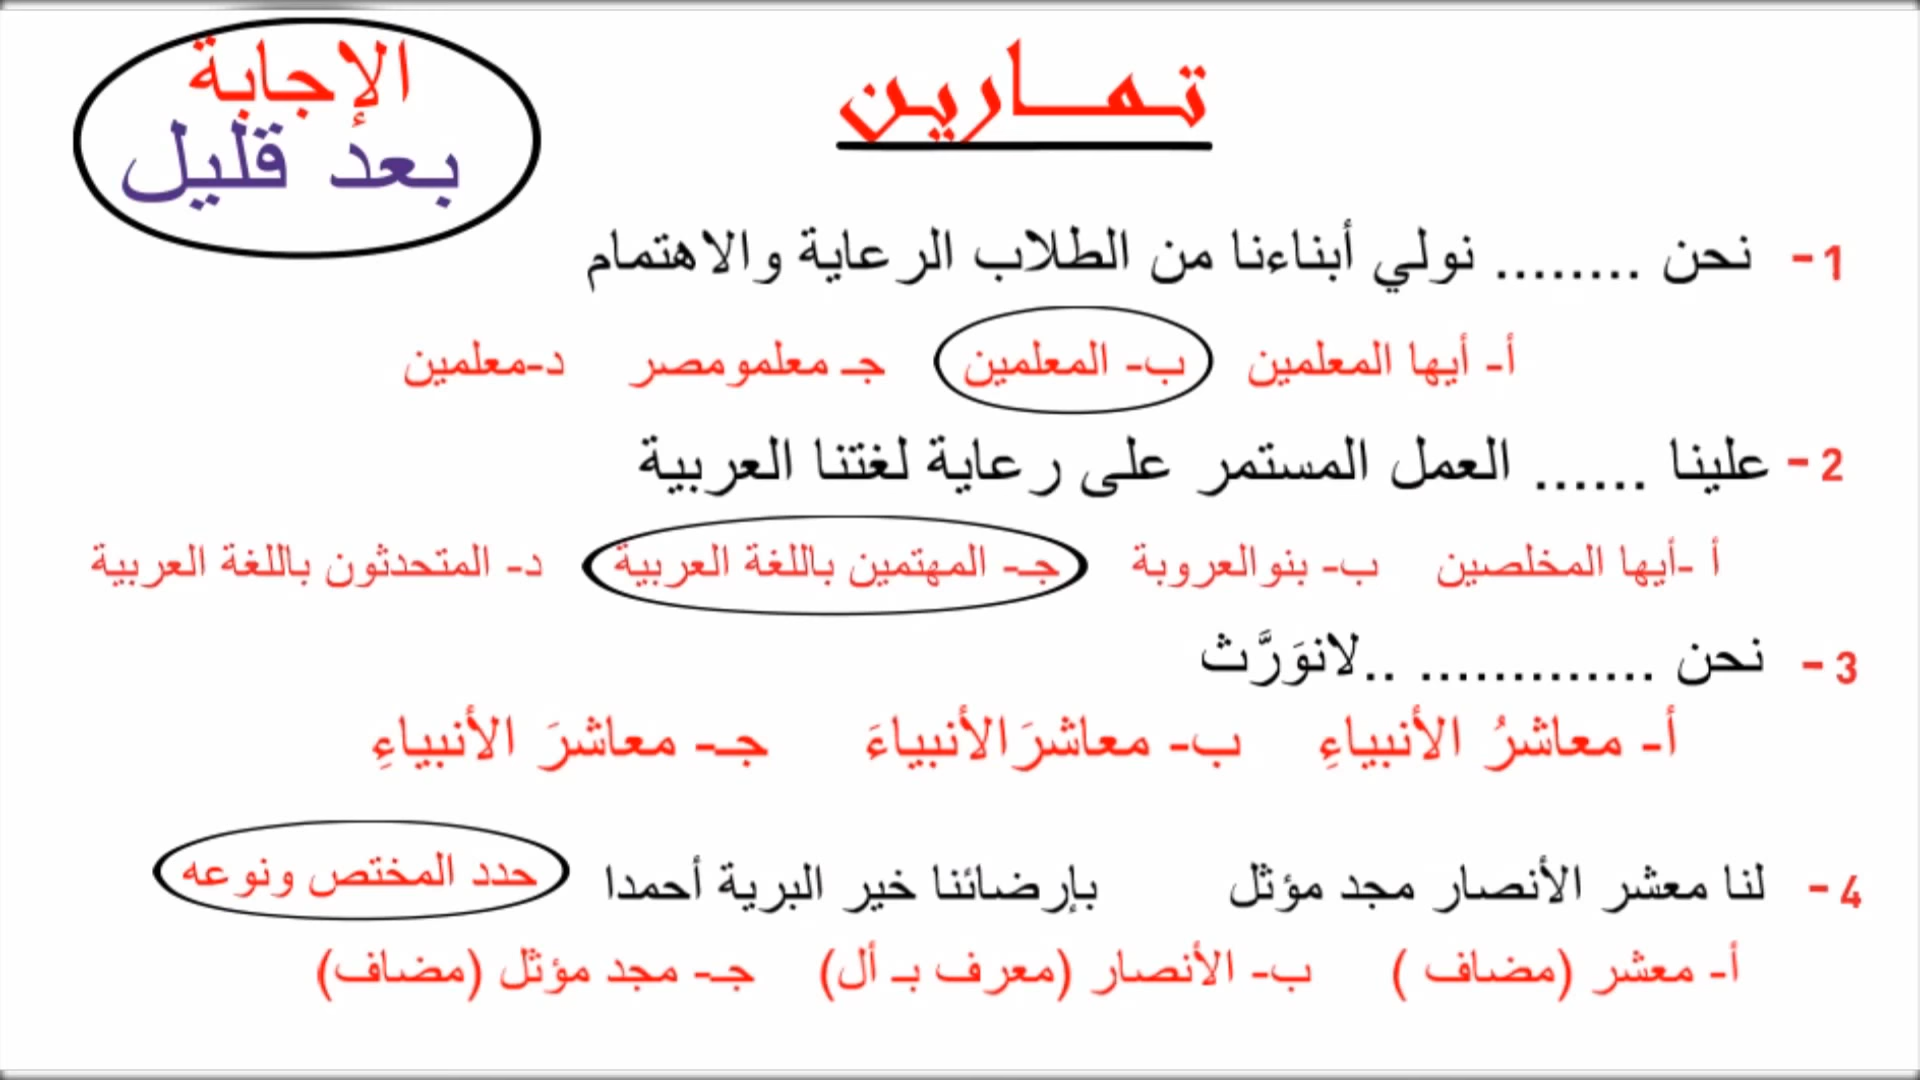 تمارين
الإجابة
بعد قليل
1- نحن ........ نولي أبناءنا من الطلاب الرعاية والاهتمام
أ- أيها المعلمين ب- المعلمين جـ معلمومصر د-معلمين
2- علينا ...... العمل المستمر على رعاية لغتنا العربية
أ -أيها المخلصين ب- بنوالعروبة جـ- المهتمين باللغة العربية د- المتحدثون باللغة العربية
3- نحن ............. ..لانوَرَّث
أ- معاشرُ الأنبياءِ ب- معاشرَالأنبياءَ جـ- معاشرَ الأنبياءِ
4- لنا معشر الأنصار مجد مؤثل بإرضائنا خير البرية أحمدا حدد المختص ونوعه
أ- معشر (مضاف ) ب- الأنصار (معرف بـ أل) جـ- مجد مؤثل (مضاف)